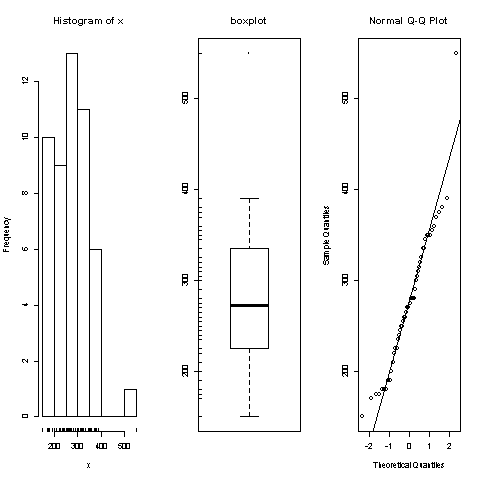 Histogram of x
Frequency
0 2 4 6 8 10 12
200 300 400 500
x
boxplot
200 300 400 500
Normal Q-Q Plot
Sample Quantiles
200 300 400 500
-2 -1 0 1 2
Theoretical Quantiles